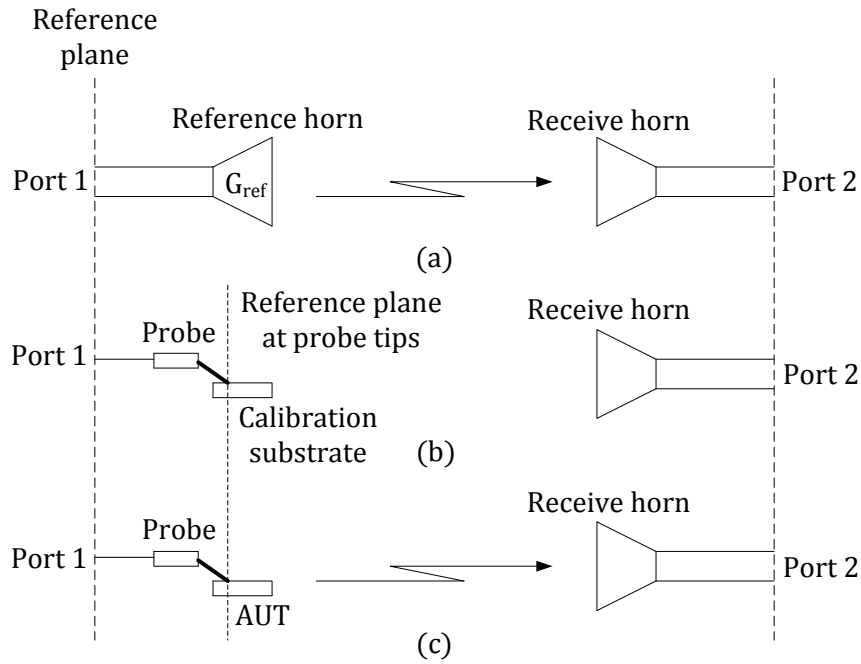 Reference
plane
Reference horn
Receive horn
Port 1
G_ref
Port 2
(a)
Reference plane
at probe tips
Receive horn
Probe
Port 1
Port 2
Calibration
substrate
(b)
Receive horn
Probe
Port 1
Port 2
AUT
(c)